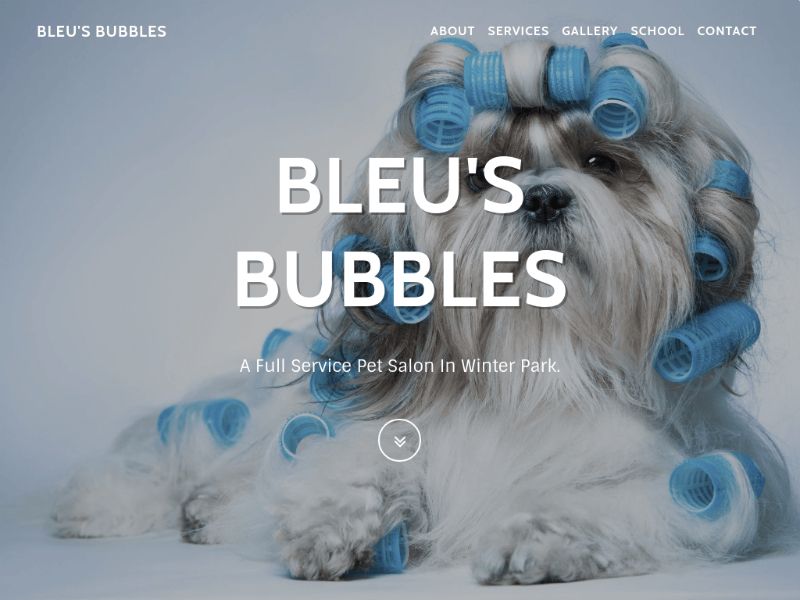 BLEU'S BUBBLES
ABOUT SERVICES GALLERY SCHOOL CONTACT
BLEU'S
BUBBLES
A Full Service Pet Salon In Winter Park.